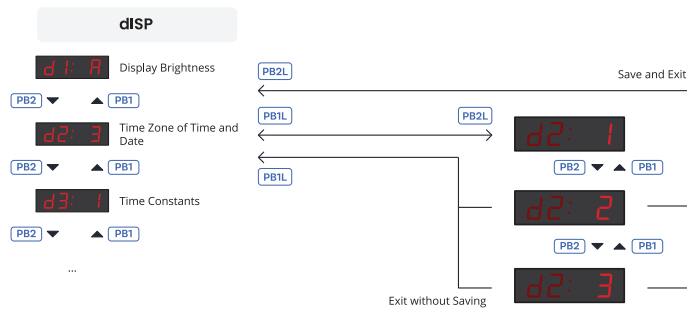 dISP
d1: A
Display Brightness
PB2L
Save and Exit
PB2
PB1
PB1L
PB2L
d2: 3
Time Zone of Time and
Date
d2: 1
PB2
PB1
PB2
PB1
PB1L
d3: 1
Time Constants
d2: 2
PB2
PB1
PB2
PB1
...
d2: 3
Exit without Saving